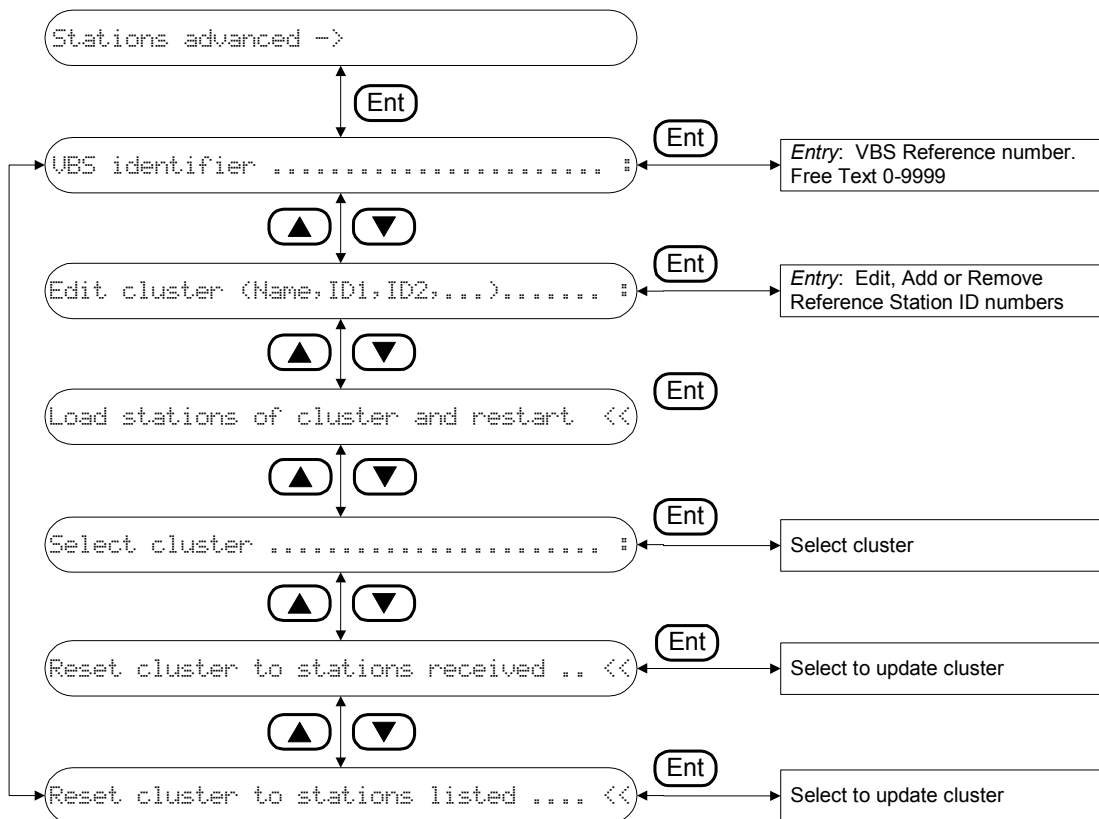 Stations advanced ->
Ent
Ent
VBS identifier ....................... :
Entry: VBS Reference number.
Free Text 0-9999
▲ ▼
Ent
Edit cluster (Name,ID1,ID2,...)....... :
Entry: Edit, Add or Remove
Reference Station ID numbers
▲ ▼
Ent
Load stations of cluster and restart <<
▲ ▼
Ent
Select cluster ....................... :
Select cluster
▲ ▼
Ent
Reset cluster to stations received .. <<
Select to update cluster
▲ ▼
Ent
Reset cluster to stations listed .... <<
Select to update cluster